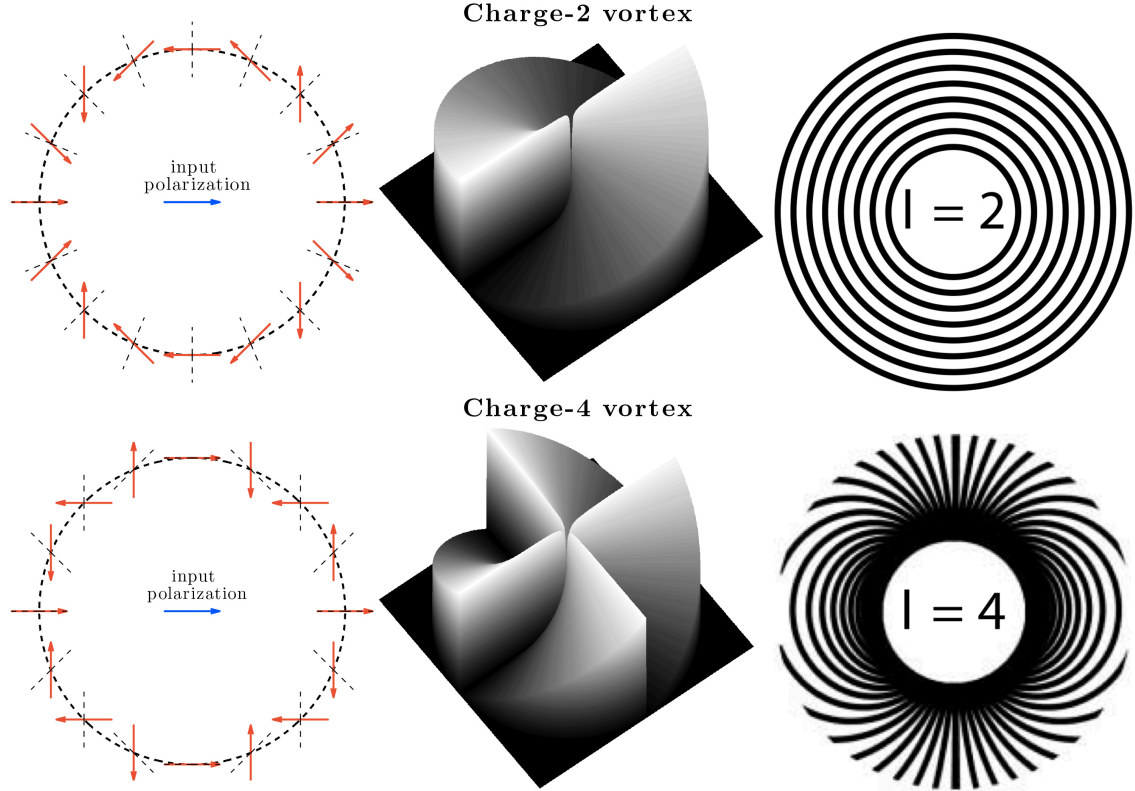 Charge-2 vortex
input
polarization
l = 2
Charge-4 vortex
input
polarization
l = 4